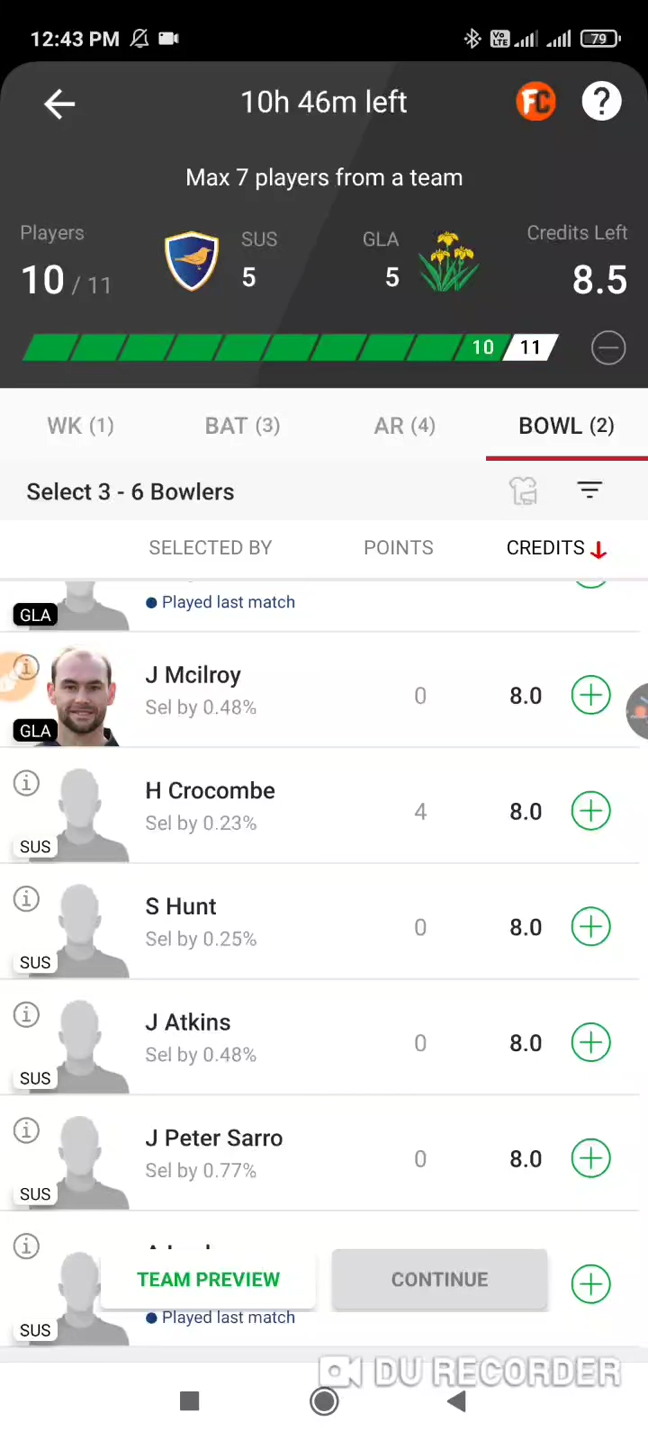 12:43 PM
Vo LTE
79
10h 46m left
FC
?
Max 7 players from a team
Players
SUS
GLA
Credits Left
10 / 11
5
5
8.5
10
11
WK (1)
BAT (3)
AR (4)
BOWL (2)
Select 3 - 6 Bowlers
SELECTED BY
POINTS
CREDITS
GLA
Played last match
J Mcilroy
Sel by 0.48%
0
8.0
GLA
H Crocombe
Sel by 0.23%
4
8.0
SUS
S Hunt
Sel by 0.25%
0
8.0
SUS
J Atkins
Sel by 0.48%
0
8.0
SUS
J Peter Sarro
Sel by 0.77%
0
8.0
SUS
TEAM PREVIEW
CONTINUE
Played last match
SUS
DU RECORDER